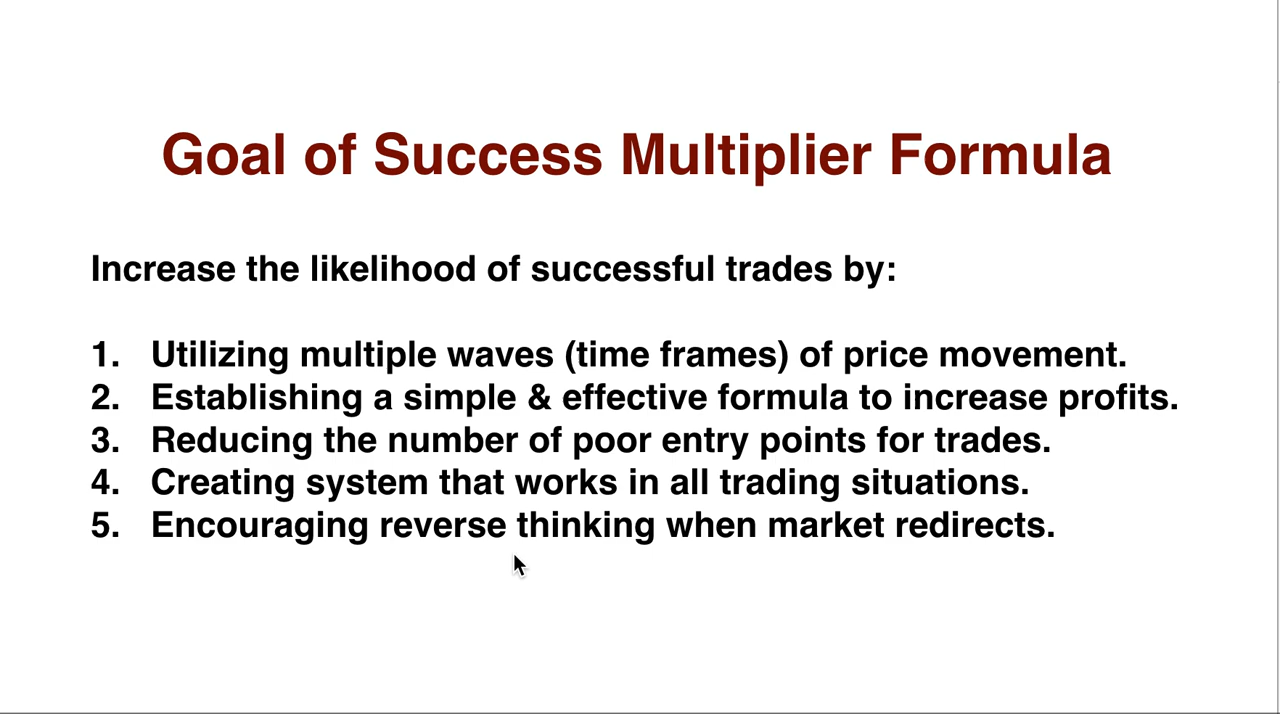 Goal of Success Multiplier Formula
Increase the likelihood of successful trades by:
1. Utilizing multiple waves (time frames) of price movement.
2. Establishing a simple & effective formula to increase profits.
3. Reducing the number of poor entry points for trades.
4. Creating system that works in all trading situations.
5. Encouraging reverse thinking when market redirects.